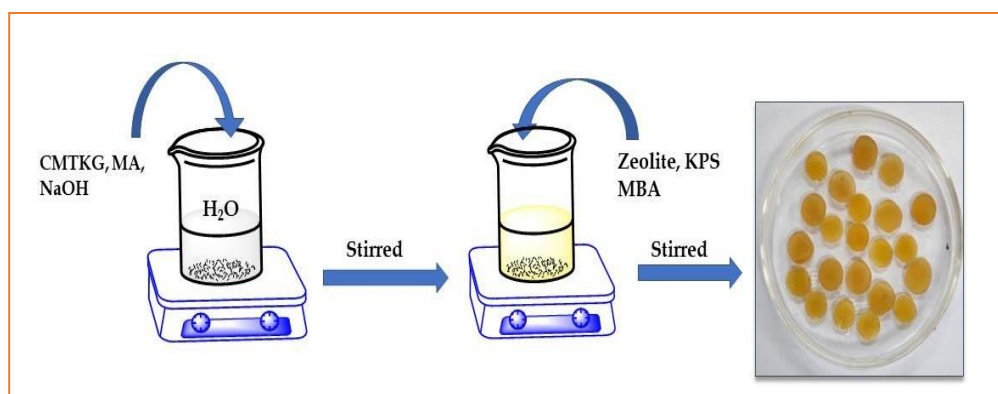 CMTKG, MA,
NaOH
H₂O
Stirred
Zeolite, KPS
MBA
Stirred